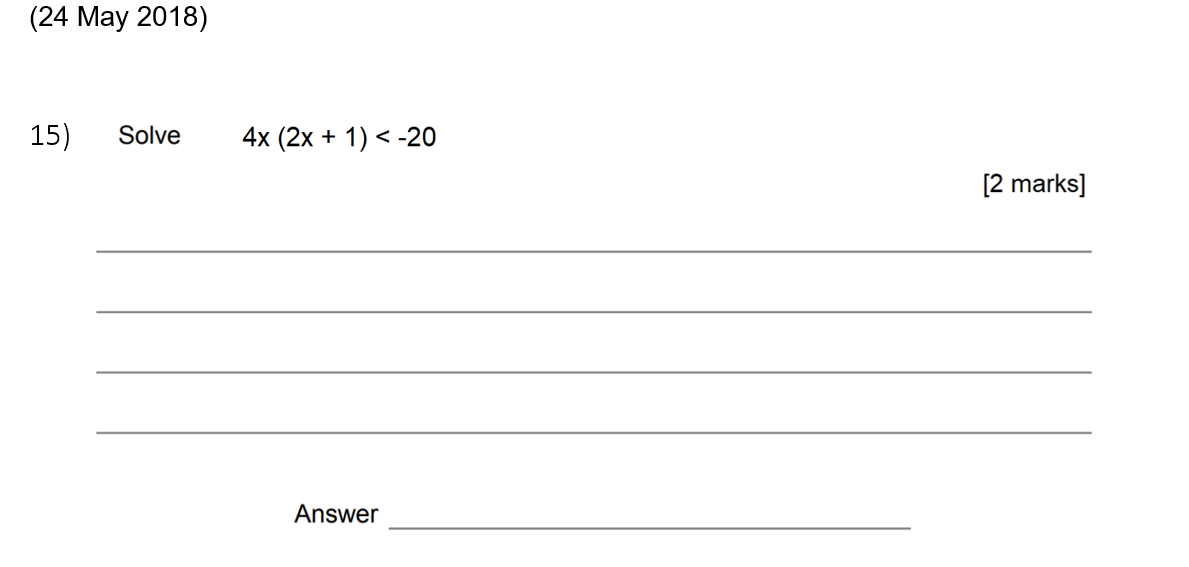 (24 May 2018)
15) Solve 4x (2x + 1) < -20
[2 marks]
Answer